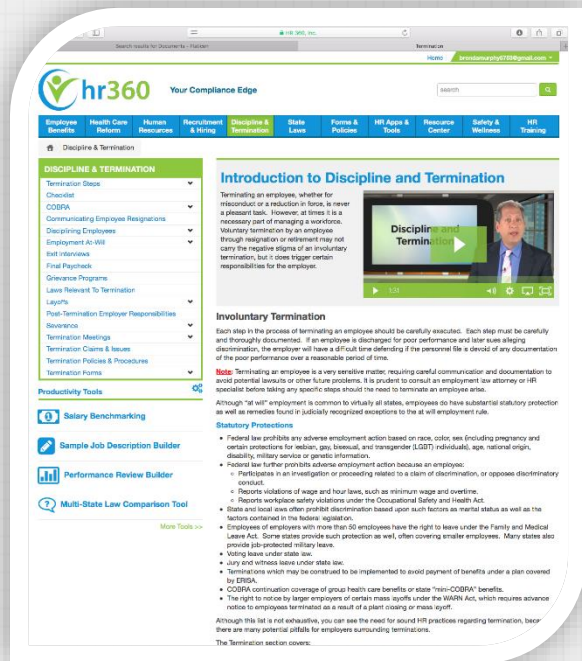 HR 360, Inc.
Search results for Documents - Flatiron
Termination
Home
brendamurphy6789@gmail.com
hr360
Your Compliance Edge
search
Employee Benefits
Health Care Reform
Human Resources
Recruitment & Hiring
Discipline & Termination
State Laws
Forms & Policies
HR Apps & Tools
Resource Center
Safety & Wellness
HR Training
Discipline & Termination
DISCIPLINE & TERMINATION
Termination Steps
Checklist
COBRA
Communicating Employee Resignations
Disciplining Employees
Employment At-Will
Exit Interviews
Final Paycheck
Grievance Programs
Laws Relevant To Termination
Layoffs
Post-Termination Employer Responsibilities
Severance
Termination Meetings
Termination Claims & Issues
Termination Policies & Procedures
Termination Forms
Productivity Tools
Salary Benchmarking
Sample Job Description Builder
Performance Review Builder
Multi-State Law Comparison Tool
More Tools >>
Introduction to Discipline and Termination
Terminating an employee, whether for
misconduct or a reduction in force, is never
a pleasant task. However, at times it is a
necessary part of managing a workforce.
Voluntary termination by an employee
through resignation or retirement may not
carry the negative stigma of an involuntary
termination, but it does trigger certain
responsibilities for the employer.
Discipline and
Termination
1:31
Involuntary Termination
Each step in the process of terminating an employee should be carefully executed. Each step must be carefully
and thoroughly documented. If an employee is discharged for poor performance and later sues alleging
discrimination, the employer will have a difficult time defending if the personnel file is devoid of any documentation
of the poor performance over a reasonable period of time.
Note: Terminating an employee is a very sensitive matter, requiring careful communication and documentation to
avoid potential lawsuits or other future problems. It is prudent to consult an employment law attorney or HR
specialist before taking any specific steps should the need to terminate an employee arise.
Although "at will" employment is common to virtually all states, employees do have substantial statutory protection
as well as remedies found in judicially recognized exceptions to the at will employment rule.
Statutory Protections
• Federal law prohibits any adverse employment action based on race, color, sex (including pregnancy and
certain protections for lesbian, gay, bisexual, and transgender (LGBT) individuals), age, national origin,
disability, military service or genetic information.
• Federal law further prohibits adverse employment action because an employee:
Participates in an investigation or proceeding related to a claim of discrimination, or opposes discriminatory
conduct.
Reports violations of wage and hour laws, such as minimum wage and overtime.
Reports workplace safety violations under the Occupational Safety and Health Act.
• State and local laws often prohibit discrimination based upon such factors as marital status as well as the
factors contained in the federal legislation.
• Employees of employers with more than 50 employees have the right to leave under the Family and Medical
Leave Act. Some states provide such protection as well, often covering smaller employers. Many states also
provide job-protected military leave.
• Voting leave under state law.
• Jury and witness leave under state law.
• Terminations which may be construed to be implemented to avoid payment of benefits under a plan covered
by ERISA.
• COBRA continuation coverage of group health care benefits or state "mini-COBRA" benefits.
• The right to notice by larger employers of certain mass layoffs under the WARN Act, which requires advance
notice to employees terminated as a result of a plant closing or mass layoff.
Although this list is not exhaustive, you can see the need for sound HR practices regarding termination, becau
there are many potential pitfalls for employers surrounding terminations.
The Termination section covers: